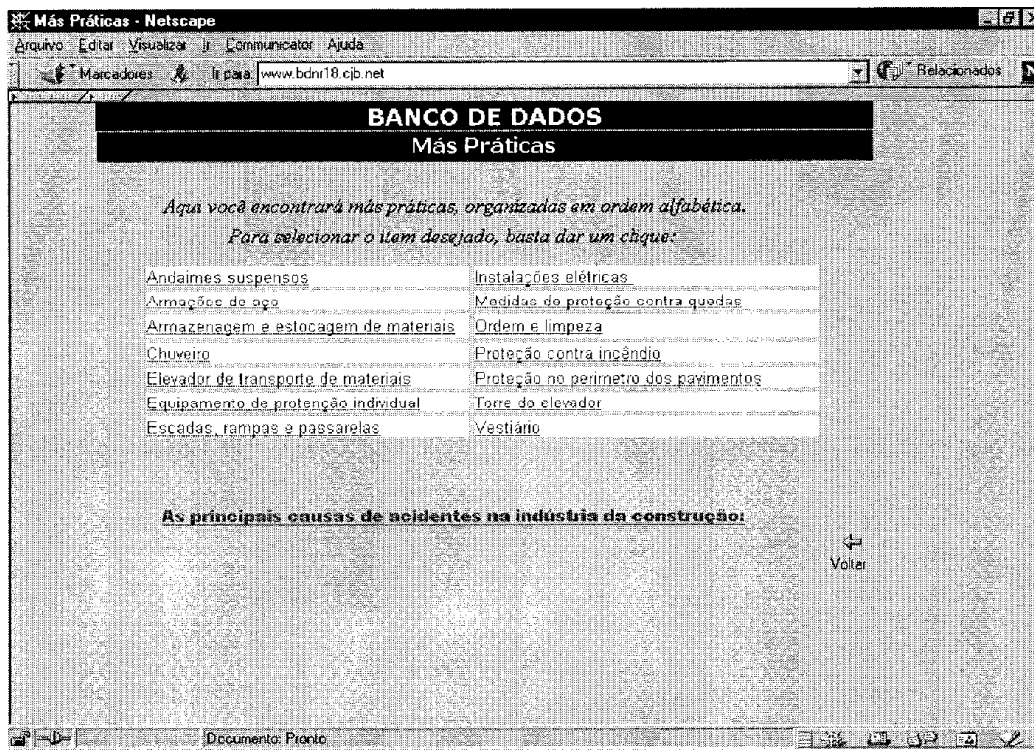 Más Práticas - Netscape
Arquivo Editar Visualizar Ir Communicator Ajuda
Marcadores Ir para: www.bdnr18.cjb.net Relacionados
BANCO DE DADOS
Más Práticas
Aqui você encontrará más práticas, organizadas em ordem alfabética.
Para selecionar o item desejado, basta dar um clique:
Andaimes suspensos Instalações elétricas
Armações de aço Medidas de proteção contra quedas
Armazenagem e estocagem de materiais Ordem e limpeza
Chuveiro Proteção contra incêndio
Elevador de transporte de materiais Proteção no perímetro dos pavimentos
Equipamento de protenção individual Torre do elevador
Escadas, rampas e passarelas Vestiário
As principais causas de acidentes na indústria da construção:
Voltar
Documento: Pronto